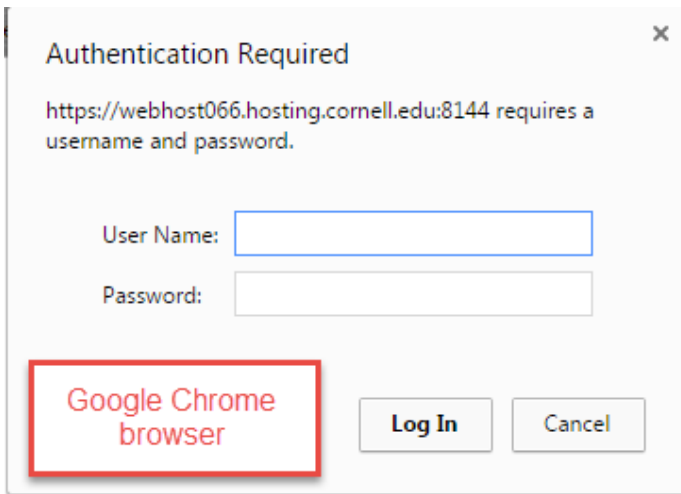 Authentication Required
https://webhost066.hosting.cornell.edu:8144 requires a
username and password.
User Name:
Password:
Google Chrome
browser
Log In
Cancel